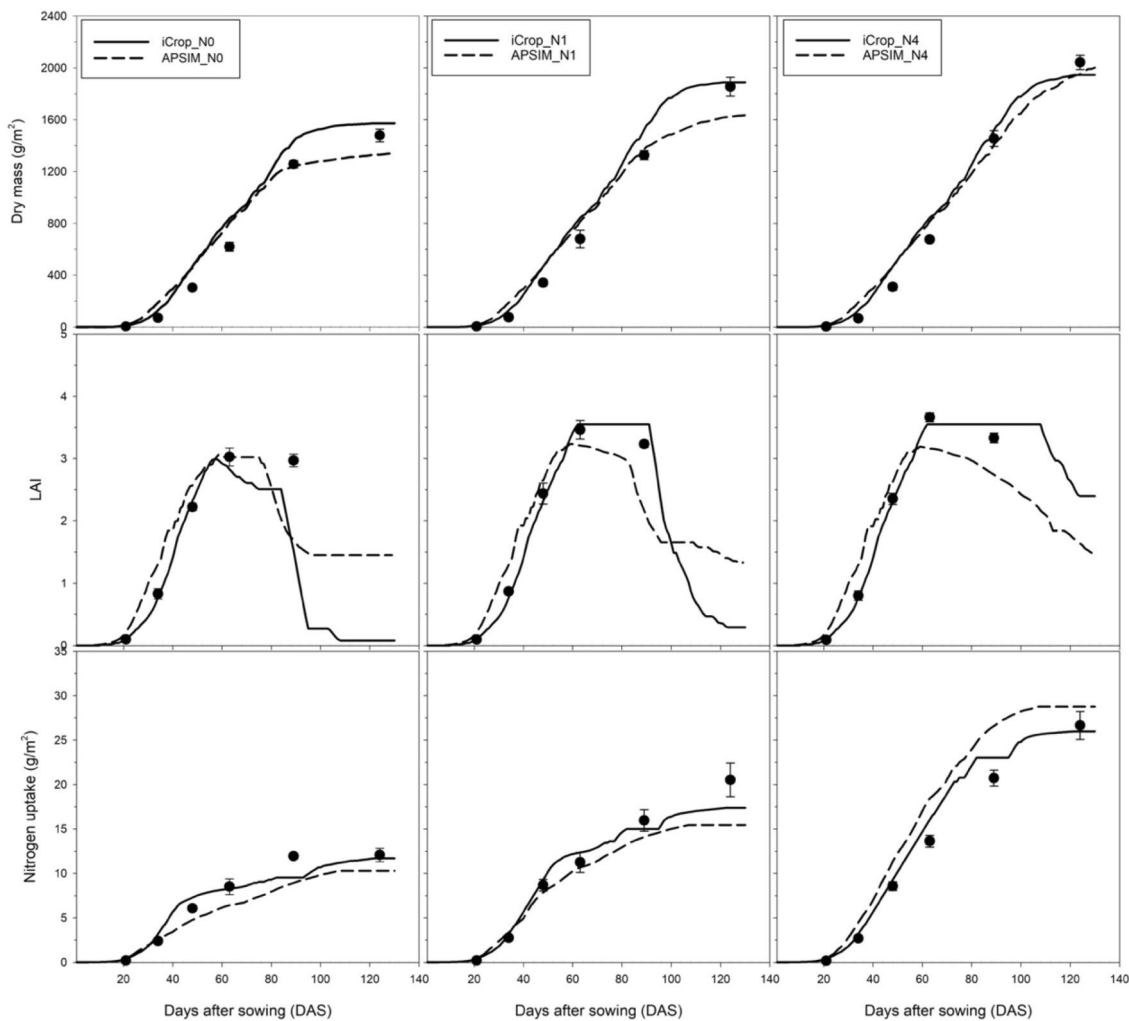 iCrop_N0
APSIM_N0
iCrop_N1
APSIM_N1
iCrop_N4
APSIM_N4
Dry mass (g/m²)
2400
2000
1600
1200
800
400
0
LAI
5
4
3
2
1
0
Nitrogen uptake (g/m²)
35
30
25
20
15
10
5
0
20 40 60 80 100 120 140
20 40 60 80 100 120 140
20 40 60 80 100 120 140
Days after sowing (DAS)
Days after sowing (DAS)
Days after sowing (DAS)